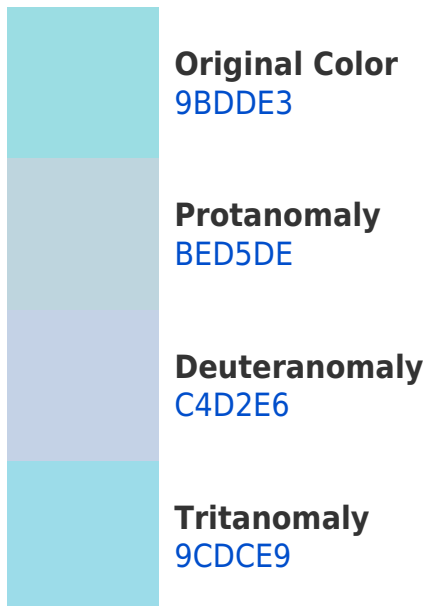 Original Color
9BDDE3
Protanomaly
BED5DE
Deuteranomaly
C4D2E6
Tritanomaly
9CDCE9